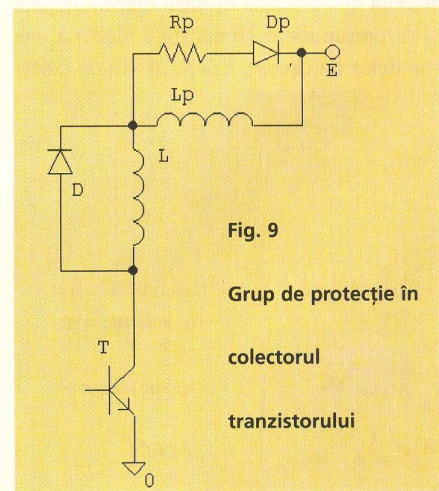 Rp
Dp
E
Lp
L
D
Fig. 9
Grup de protecție în
colectorul
T
tranzistorului
0